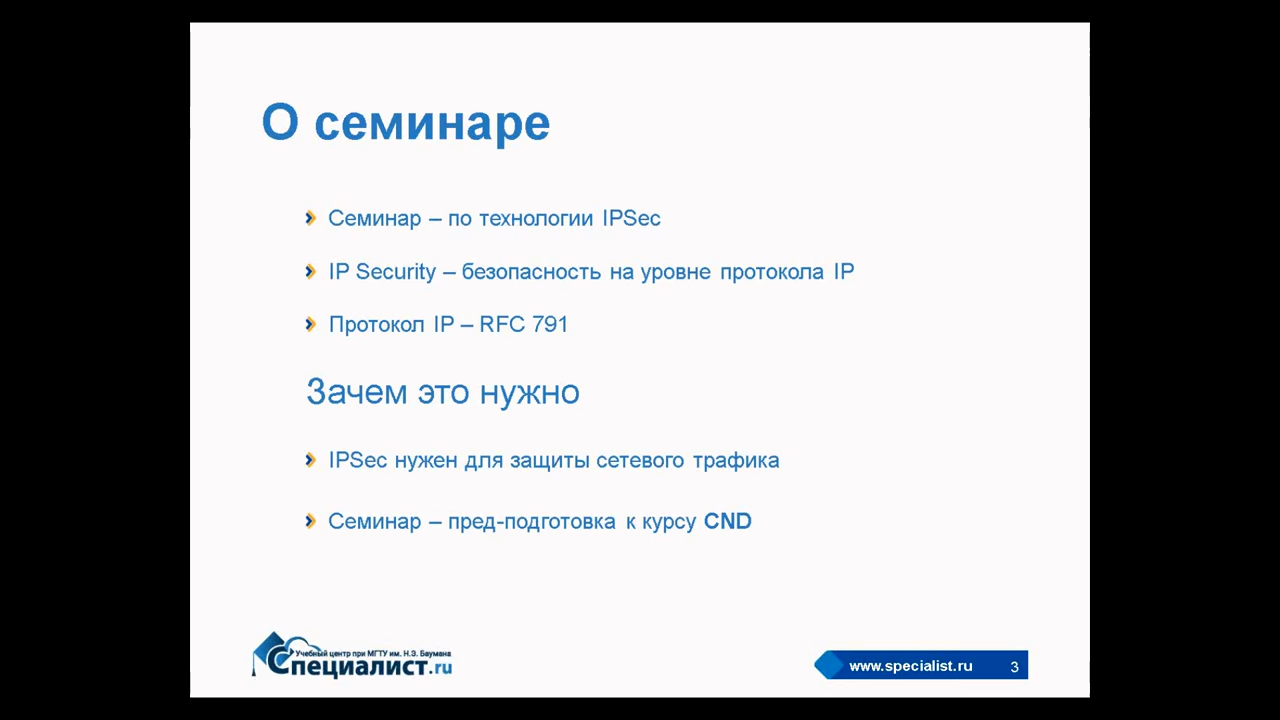 О семинаре
Семинар – по технологии IPSec
IP Security – безопасность на уровне протокола IP
Протокол IP – RFC 791
Зачем это нужно
IPSec нужен для защиты сетевого трафика
Семинар – пред-подготовка к курсу CND
Учебный центр при МГТУ им. Н.Э. Баумана
Специалист.ru
www.specialist.ru 3